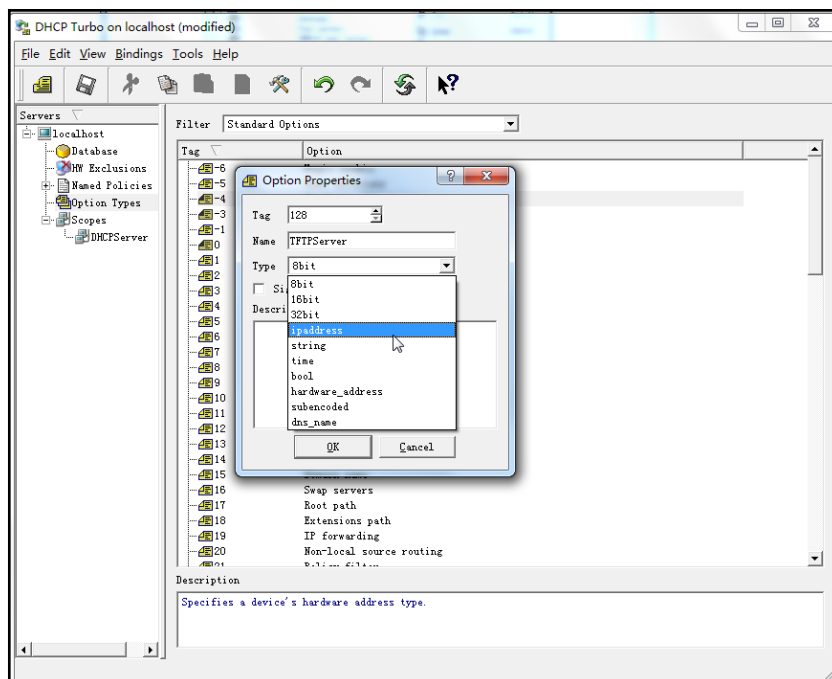 DHCP Turbo on localhost (modified)
File Edit View Bindings Tools Help
Servers
localhost
Database
HW Exclusions
Named Policies
Option Types
Scopes
DHCPServer
Filter Standard Options
Tag Option
-6
-5
-4
-3
-1
0
1
2
3
4
5
6
7
8
9
10
11
12
13
14
15
16 Swap servers
17 Root path
18 Extensions path
19 IP forwarding
20 Non-local source routing
Option Properties
Tag 128
Name TFTPServer
Type 8bit
8bit
16bit
32bit
ipaddress
string
time
bool
hardware_address
subencoded
dns_name
OK Cancel
Description
Specifies a device's hardware address type.